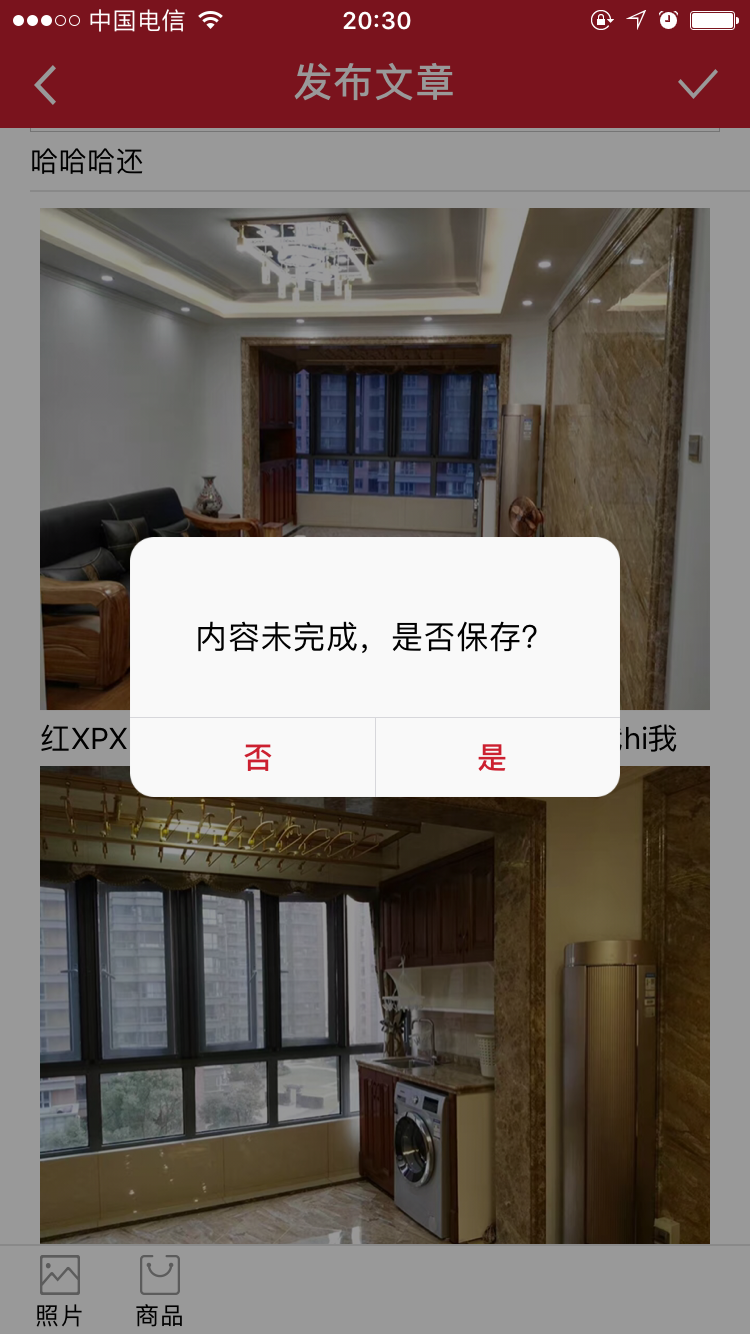 中国电信 20:30
发布文章
哈哈哈还
内容未完成，是否保存?
红XPX hi我
否 是
照片 商品